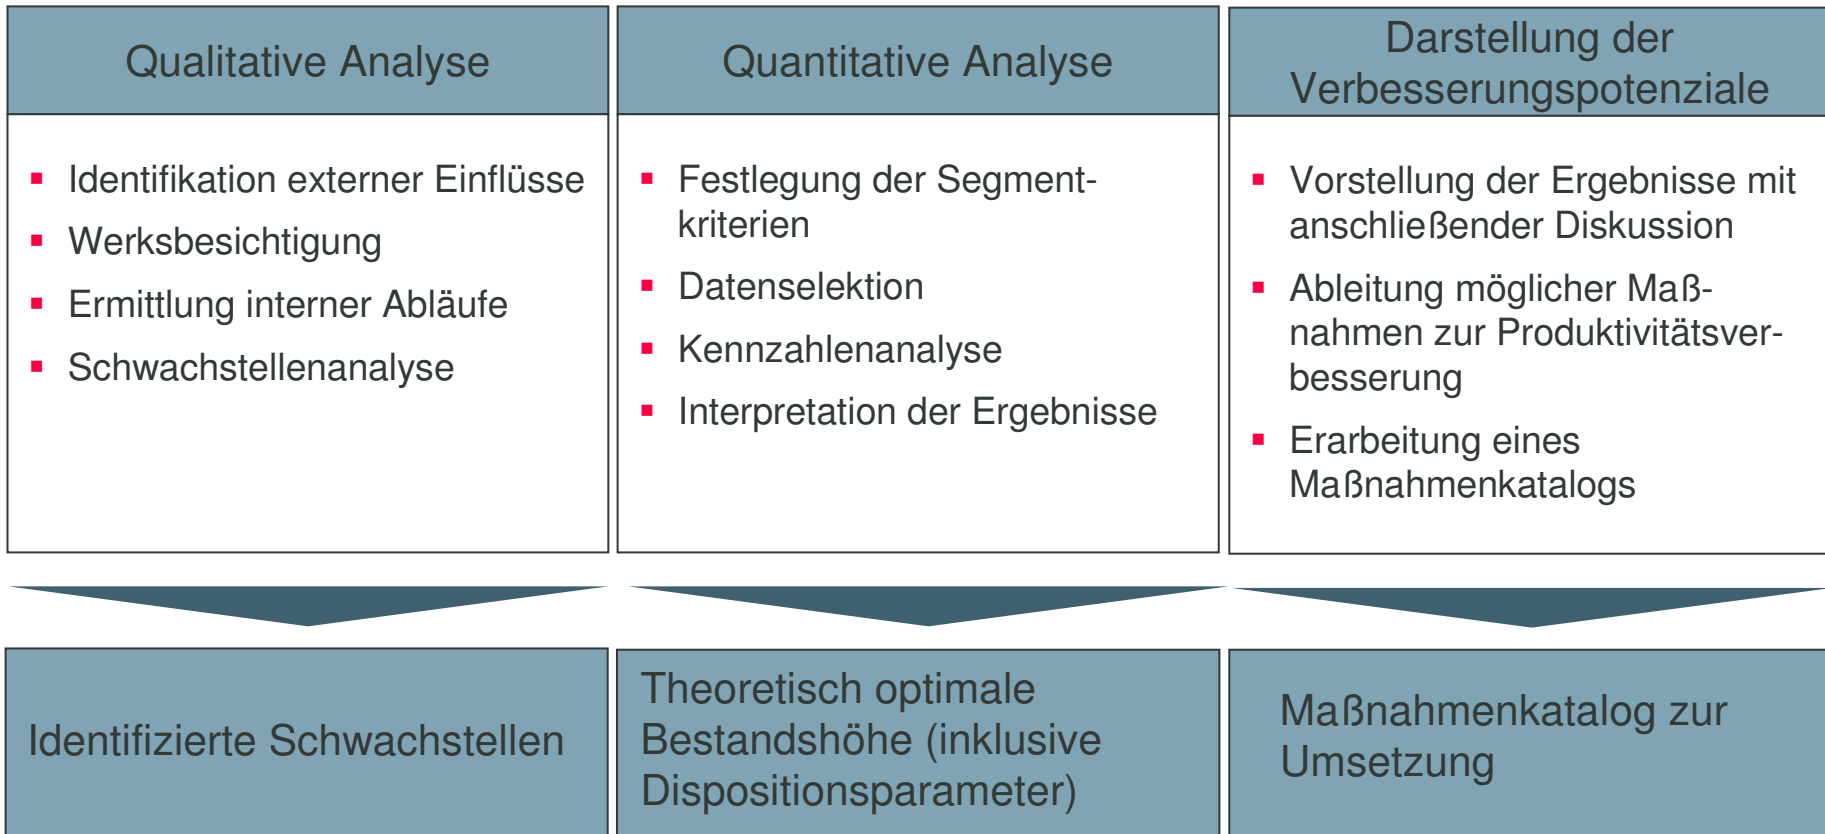 Qualitative Analyse
Identifikation externer Einflüsse
Werksbesichtigung
Ermittlung interner Abläufe
Schwachstellenanalyse
Identifizierte Schwachstellen
Quantitative Analyse
Festlegung der Segment-
kriterien
Datenselektion
Kennzahlenanalyse
Interpretation der Ergebnisse
Theoretisch optimale
Bestandshöhe (inklusive
Dispositionsparameter)
Darstellung der
Verbesserungspotenziale
Vorstellung der Ergebnisse mit
anschließender Diskussion
Ableitung möglicher Maß-
nahmen zur Produktivitätsver-
besserung
Erarbeitung eines
Maßnahmenkatalogs
Maßnahmenkatalog zur
Umsetzung